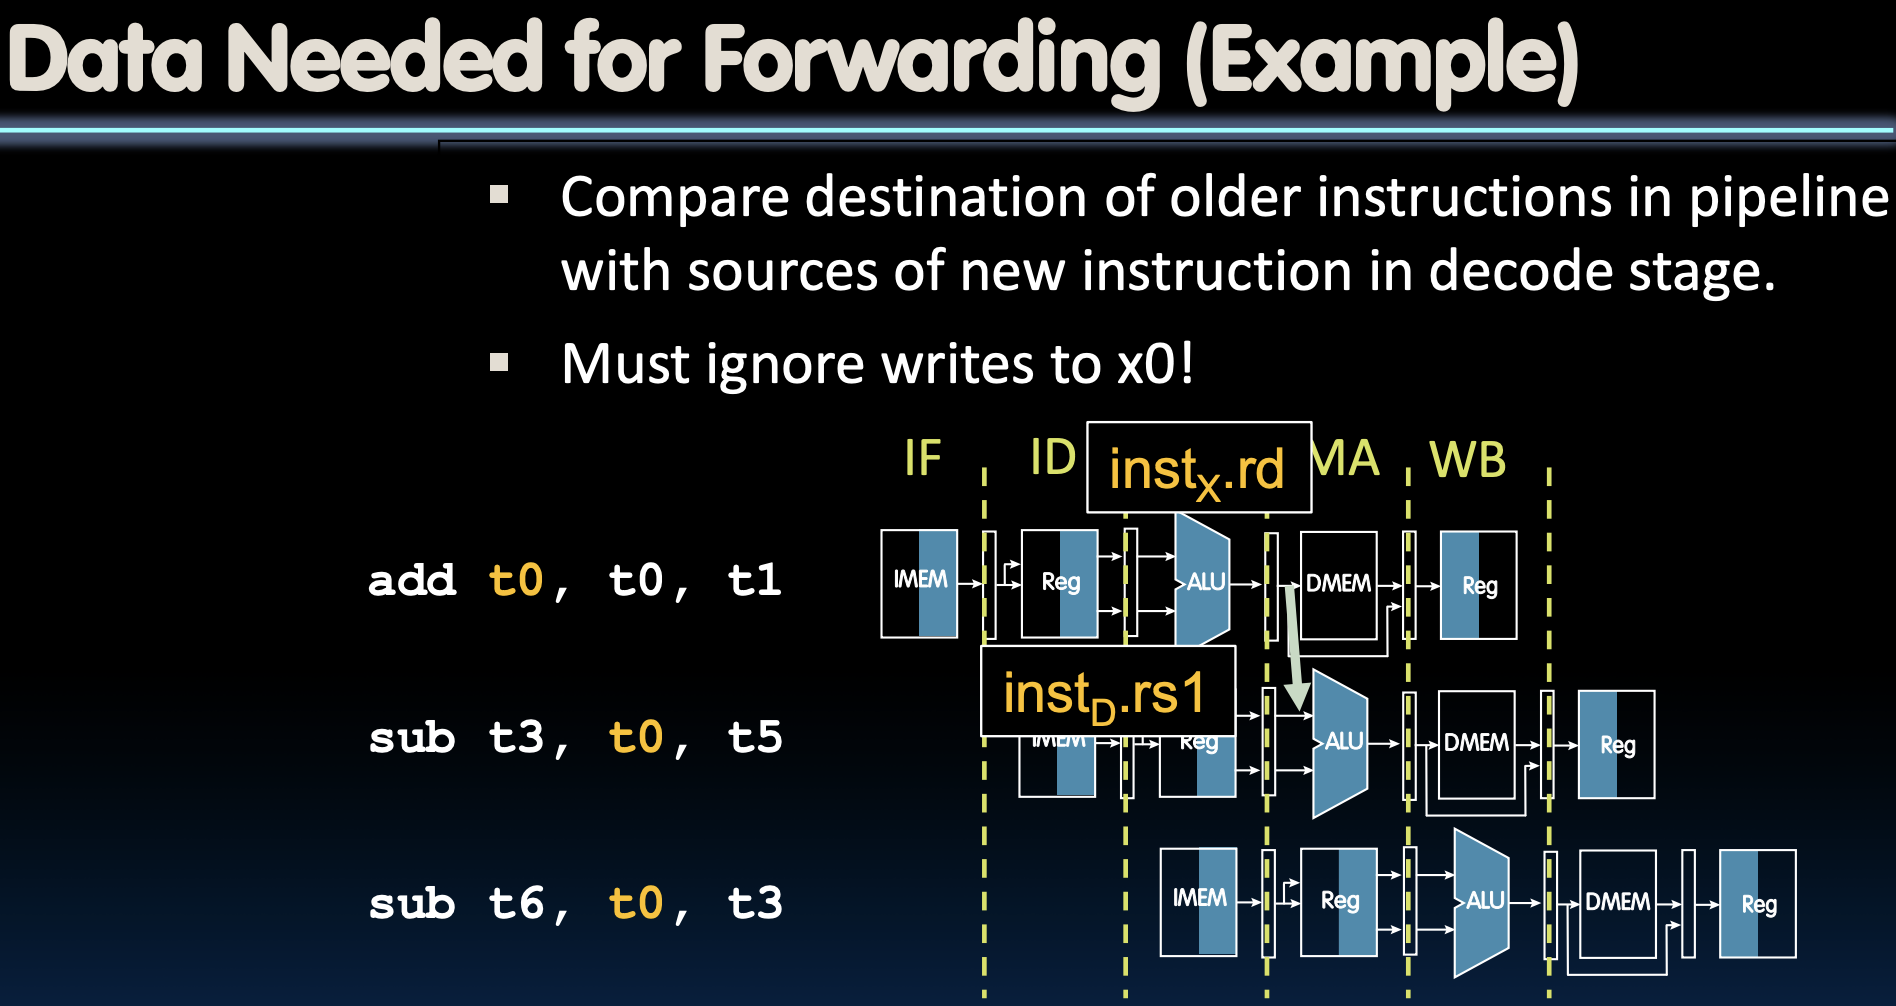 Data Needed for Forwarding (Example)
Compare destination of older instructions in pipeline
with sources of new instruction in decode stage.
Must ignore writes to x0!
IF ID instX.rd MA WB
add t0, t0, t1
IMEM Reg ALU DMEM Reg
instD.rs1
sub t3, t0, t5
IMEM Reg ALU DMEM Reg
sub t6, t0, t3
IMEM Reg ALU DMEM Reg